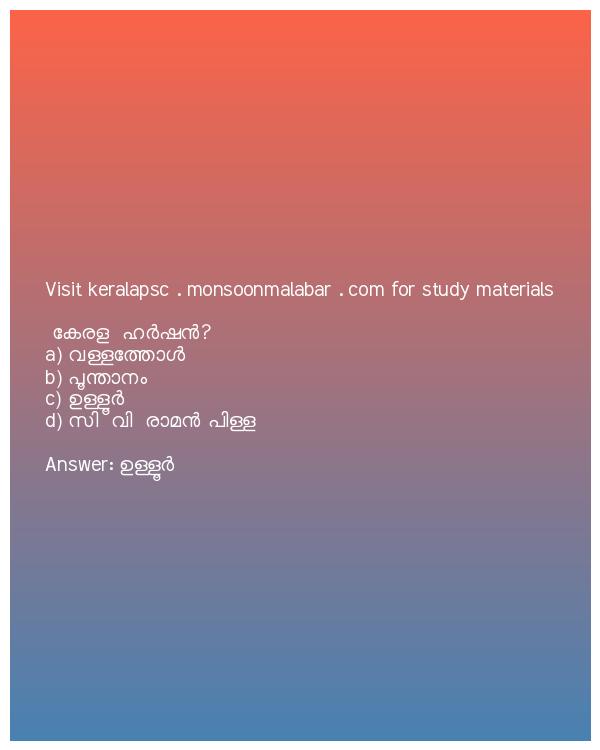 Visit keralapsc . monsoonmalabar . com for study materials
കേരള ഹർഷൻ?
a) വള്ളത്തോൾ
b) പൂന്താനം
c) ഉള്ളൂർ
d) സി വി രാമൻ പിള്ള
Answer: ഉള്ളൂർ